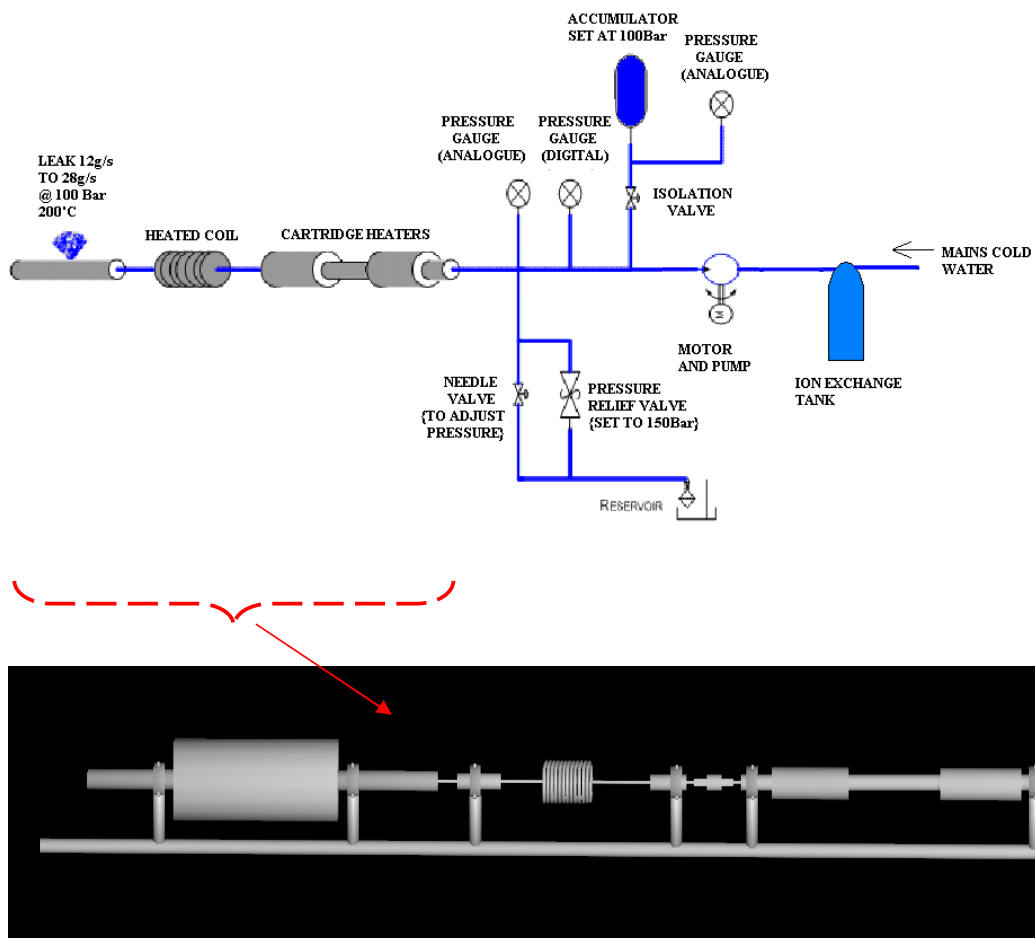 ACCUMULATOR
SET AT 100Bar
PRESSURE
GAUGE
(ANALOGUE)
PRESSURE
GAUGE
(ANALOGUE)
PRESSURE
GAUGE
(DIGITAL)
LEAK 12g/s
TO 28g/s
@ 100 Bar
200°C
ISOLATION
VALVE
HEATED COIL
CARTRIDGE HEATERS
MAINS COLD
WATER
M
MOTOR
AND PUMP
ION EXCHANGE
TANK
NEEDLE
VALVE
{TO ADJUST
PRESSURE}
PRESSURE
RELIEF VALVE
{SET TO 150Bar}
RESERVOIR